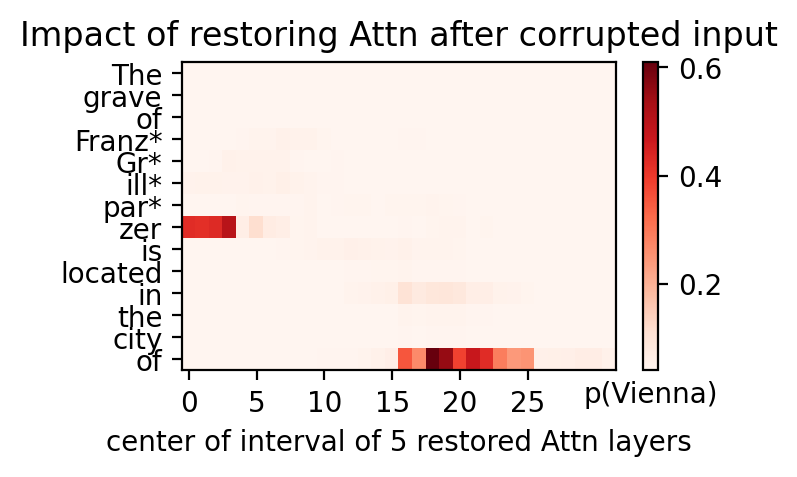 Impact of restoring Attn after corrupted input
The
grave
of
Franz*
Gr*
ill*
par*
zer
is
located
in
the
city
of
0 5 10 15 20 25
center of interval of 5 restored Attn layers
0.6
0.4
0.2
p(Vienna)